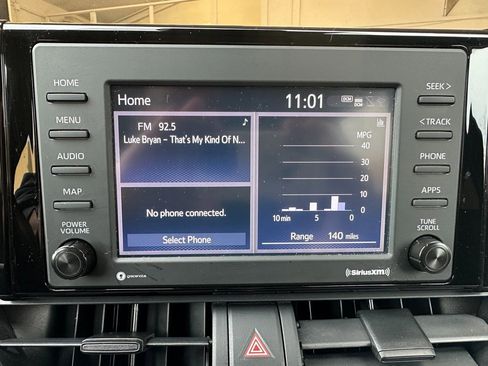 HOME
MENU
AUDIO
MAP
POWER
VOLUME
SEEK >
< TRACK
PHONE
APPS
TUNE
SCROLL
Home
11:01
DCM
FM 92.5
Luke Bryan - That's My Kind Of N...
No phone connected.
Select Phone
MPG
40
30
20
10
0
10 min 5 0
Range 140 miles
gracenote
((SiriusXM))